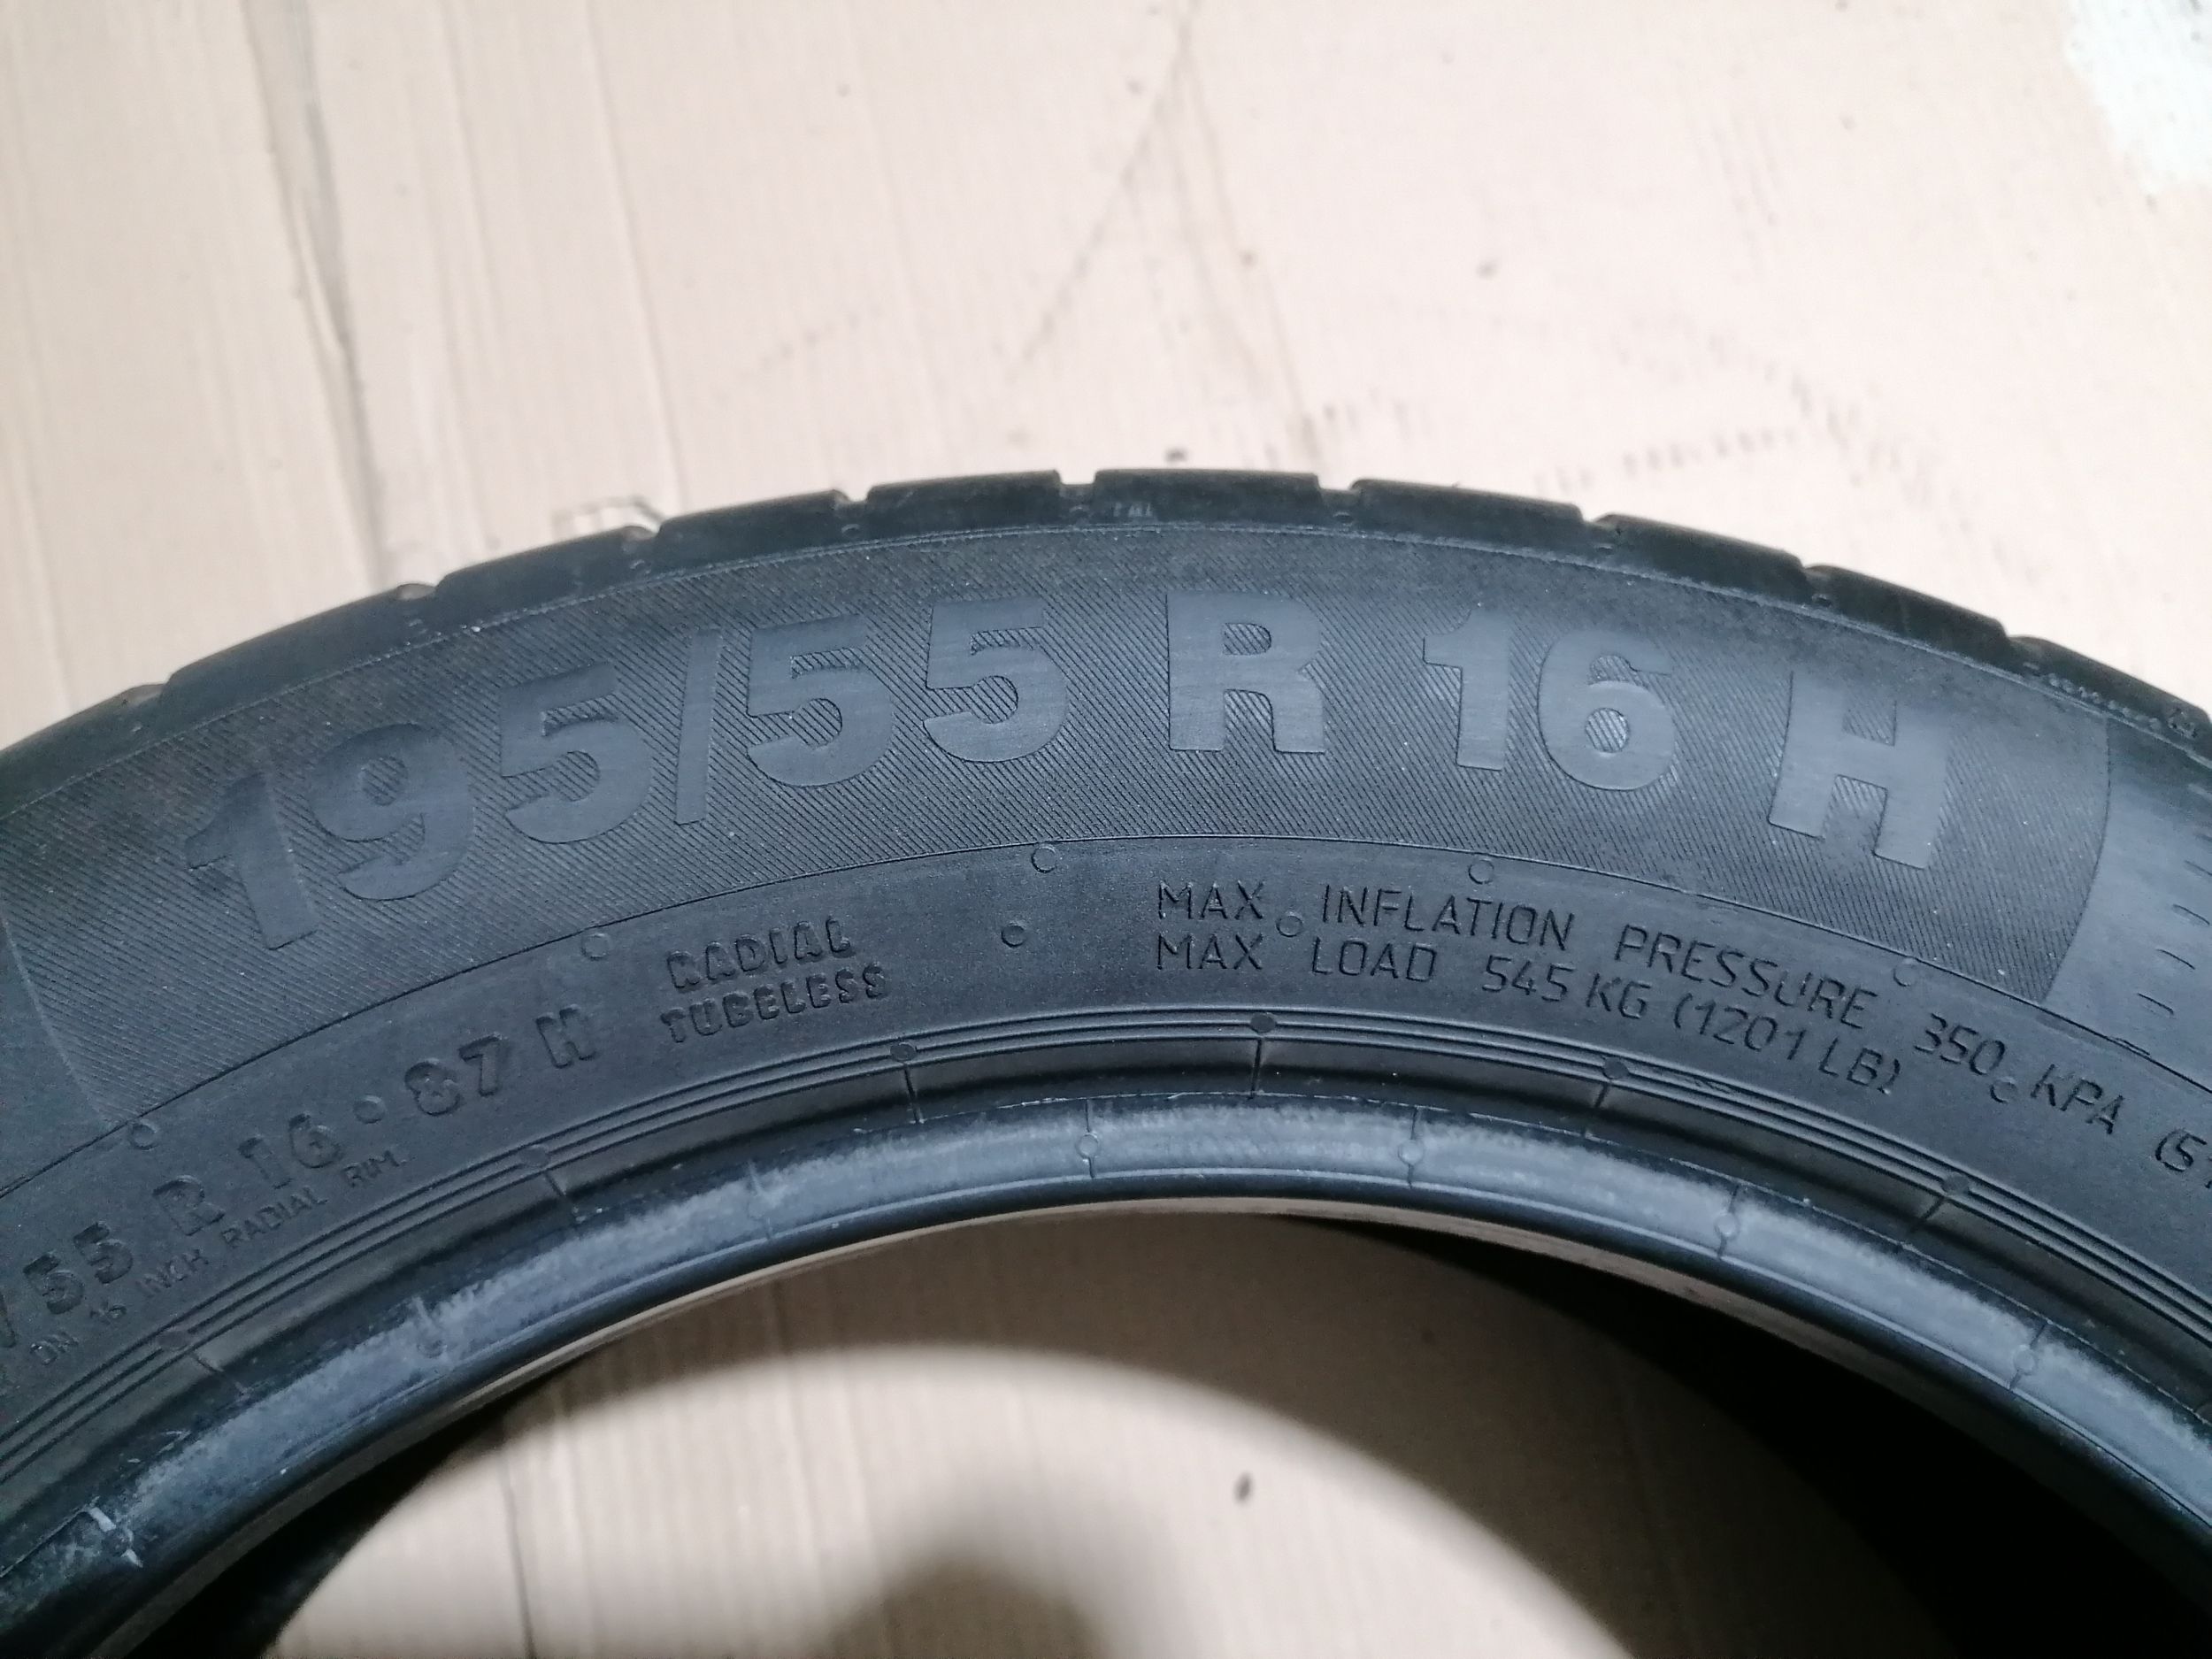 195/55 R 16 H
/55 R 16 87 H
RADIAL
TUBELESS
ON 16 INCH RADIAL RIM.
MAX. INFLATION PRESSURE 350 KPA (51
MAX LOAD 545 KG (1201 LB)